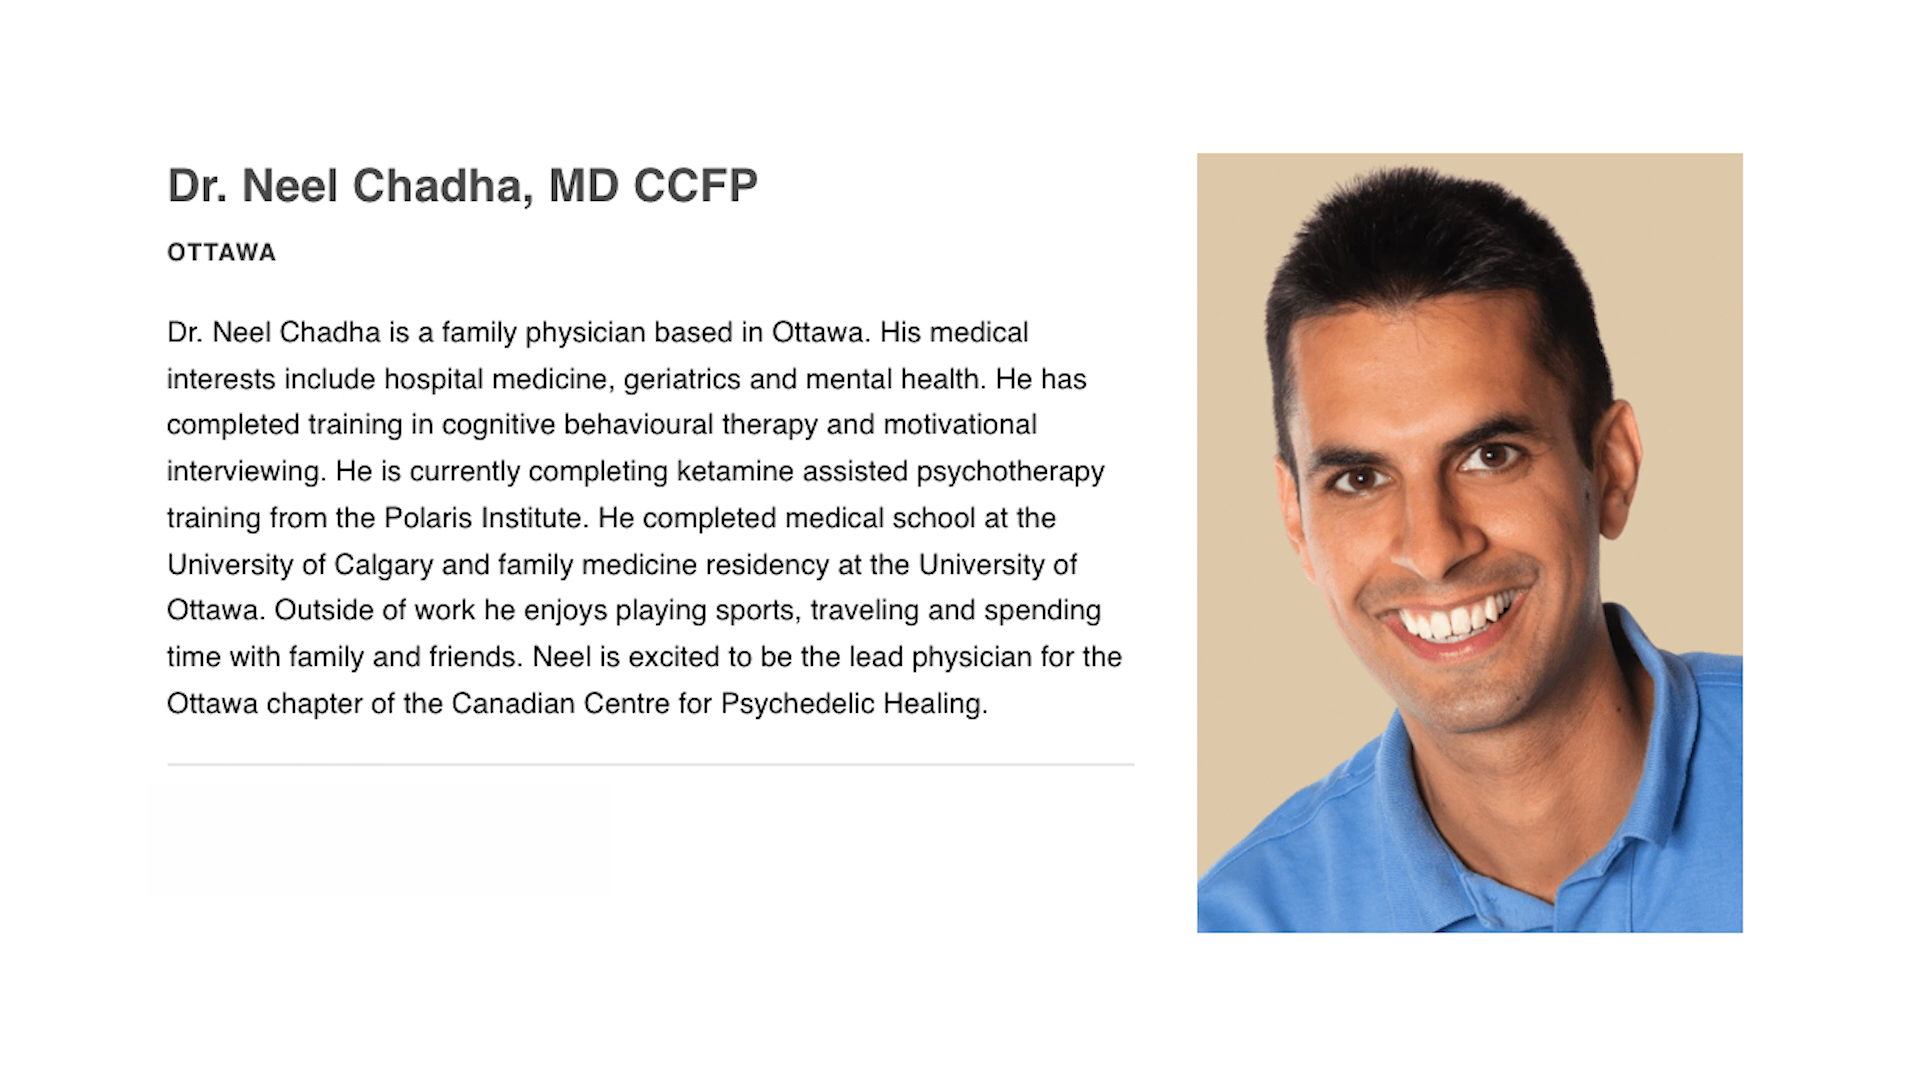 Dr. Neel Chadha, MD CCFP
OTTAWA
Dr. Neel Chadha is a family physician based in Ottawa. His medical
interests include hospital medicine, geriatrics and mental health. He has
completed training in cognitive behavioural therapy and motivational
interviewing. He is currently completing ketamine assisted psychotherapy
training from the Polaris Institute. He completed medical school at the
University of Calgary and family medicine residency at the University of
Ottawa. Outside of work he enjoys playing sports, traveling and spending
time with family and friends. Neel is excited to be the lead physician for the
Ottawa chapter of the Canadian Centre for Psychedelic Healing.